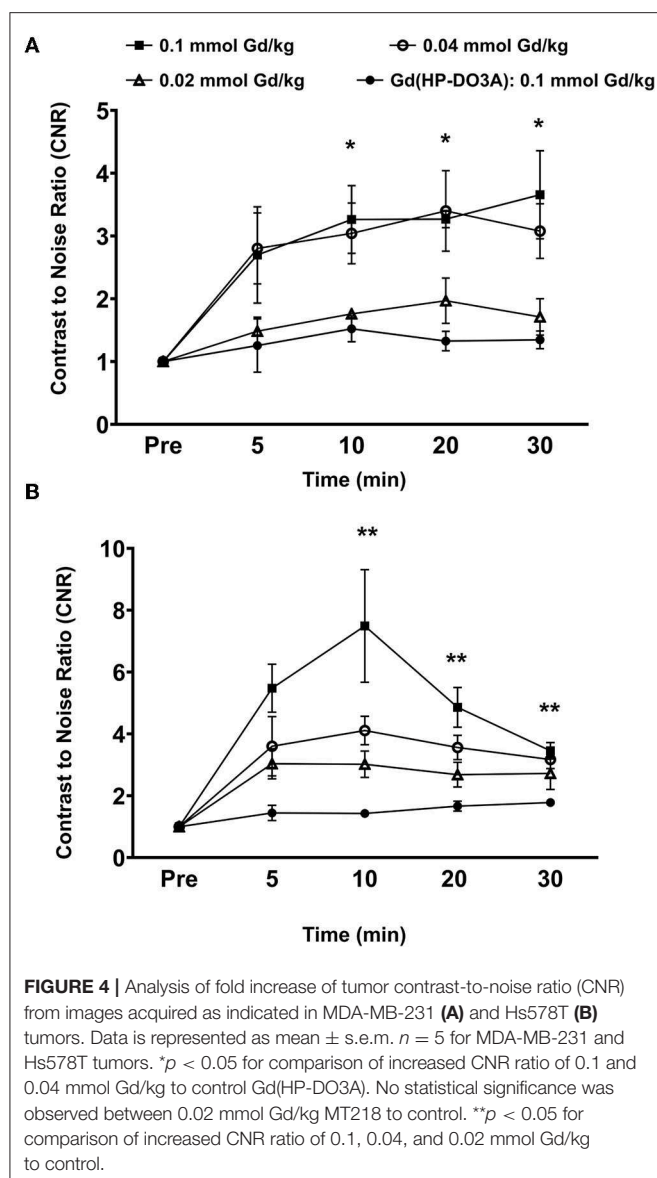 A
0.1 mmol Gd/kg 0.04 mmol Gd/kg
0.02 mmol Gd/kg Gd(HP-DO3A): 0.1 mmol Gd/kg
Contrast to Noise Ratio (CNR)
5
4
3
2
1
0
* * *
Pre 5 10 20 30
Time (min)
B
Contrast to Noise Ratio (CNR)
10
8
6
4
2
0
** ** **
Pre 5 10 20 30
Time (min)
FIGURE 4 | Analysis of fold increase of tumor contrast-to-noise ratio (CNR)
from images acquired as indicated in MDA-MB-231 (A) and Hs578T (B)
tumors. Data is represented as mean ± s.e.m. n = 5 for MDA-MB-231 and
Hs578T tumors. *p < 0.05 for comparison of increased CNR ratio of 0.1 and
0.04 mmol Gd/kg to control Gd(HP-DO3A). No statistical significance was
observed between 0.02 mmol Gd/kg MT218 to control. **p < 0.05 for
comparison of increased CNR ratio of 0.1, 0.04, and 0.02 mmol Gd/kg
to control.